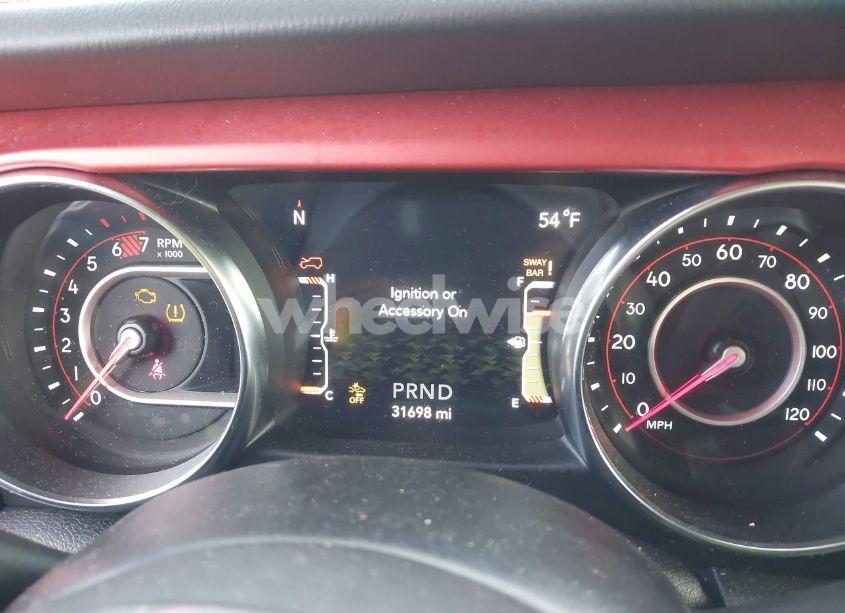 N
54°F
6 7 RPM
x 1000
5
4
3
2
1
0
H
C
Ignition or
Accessory On
SWAY
BAR !
F
E
OFF
PRND
31698 mi
wheelwise
0
10
20
30
40
50
60
70
80
90
100
110
120
MPH